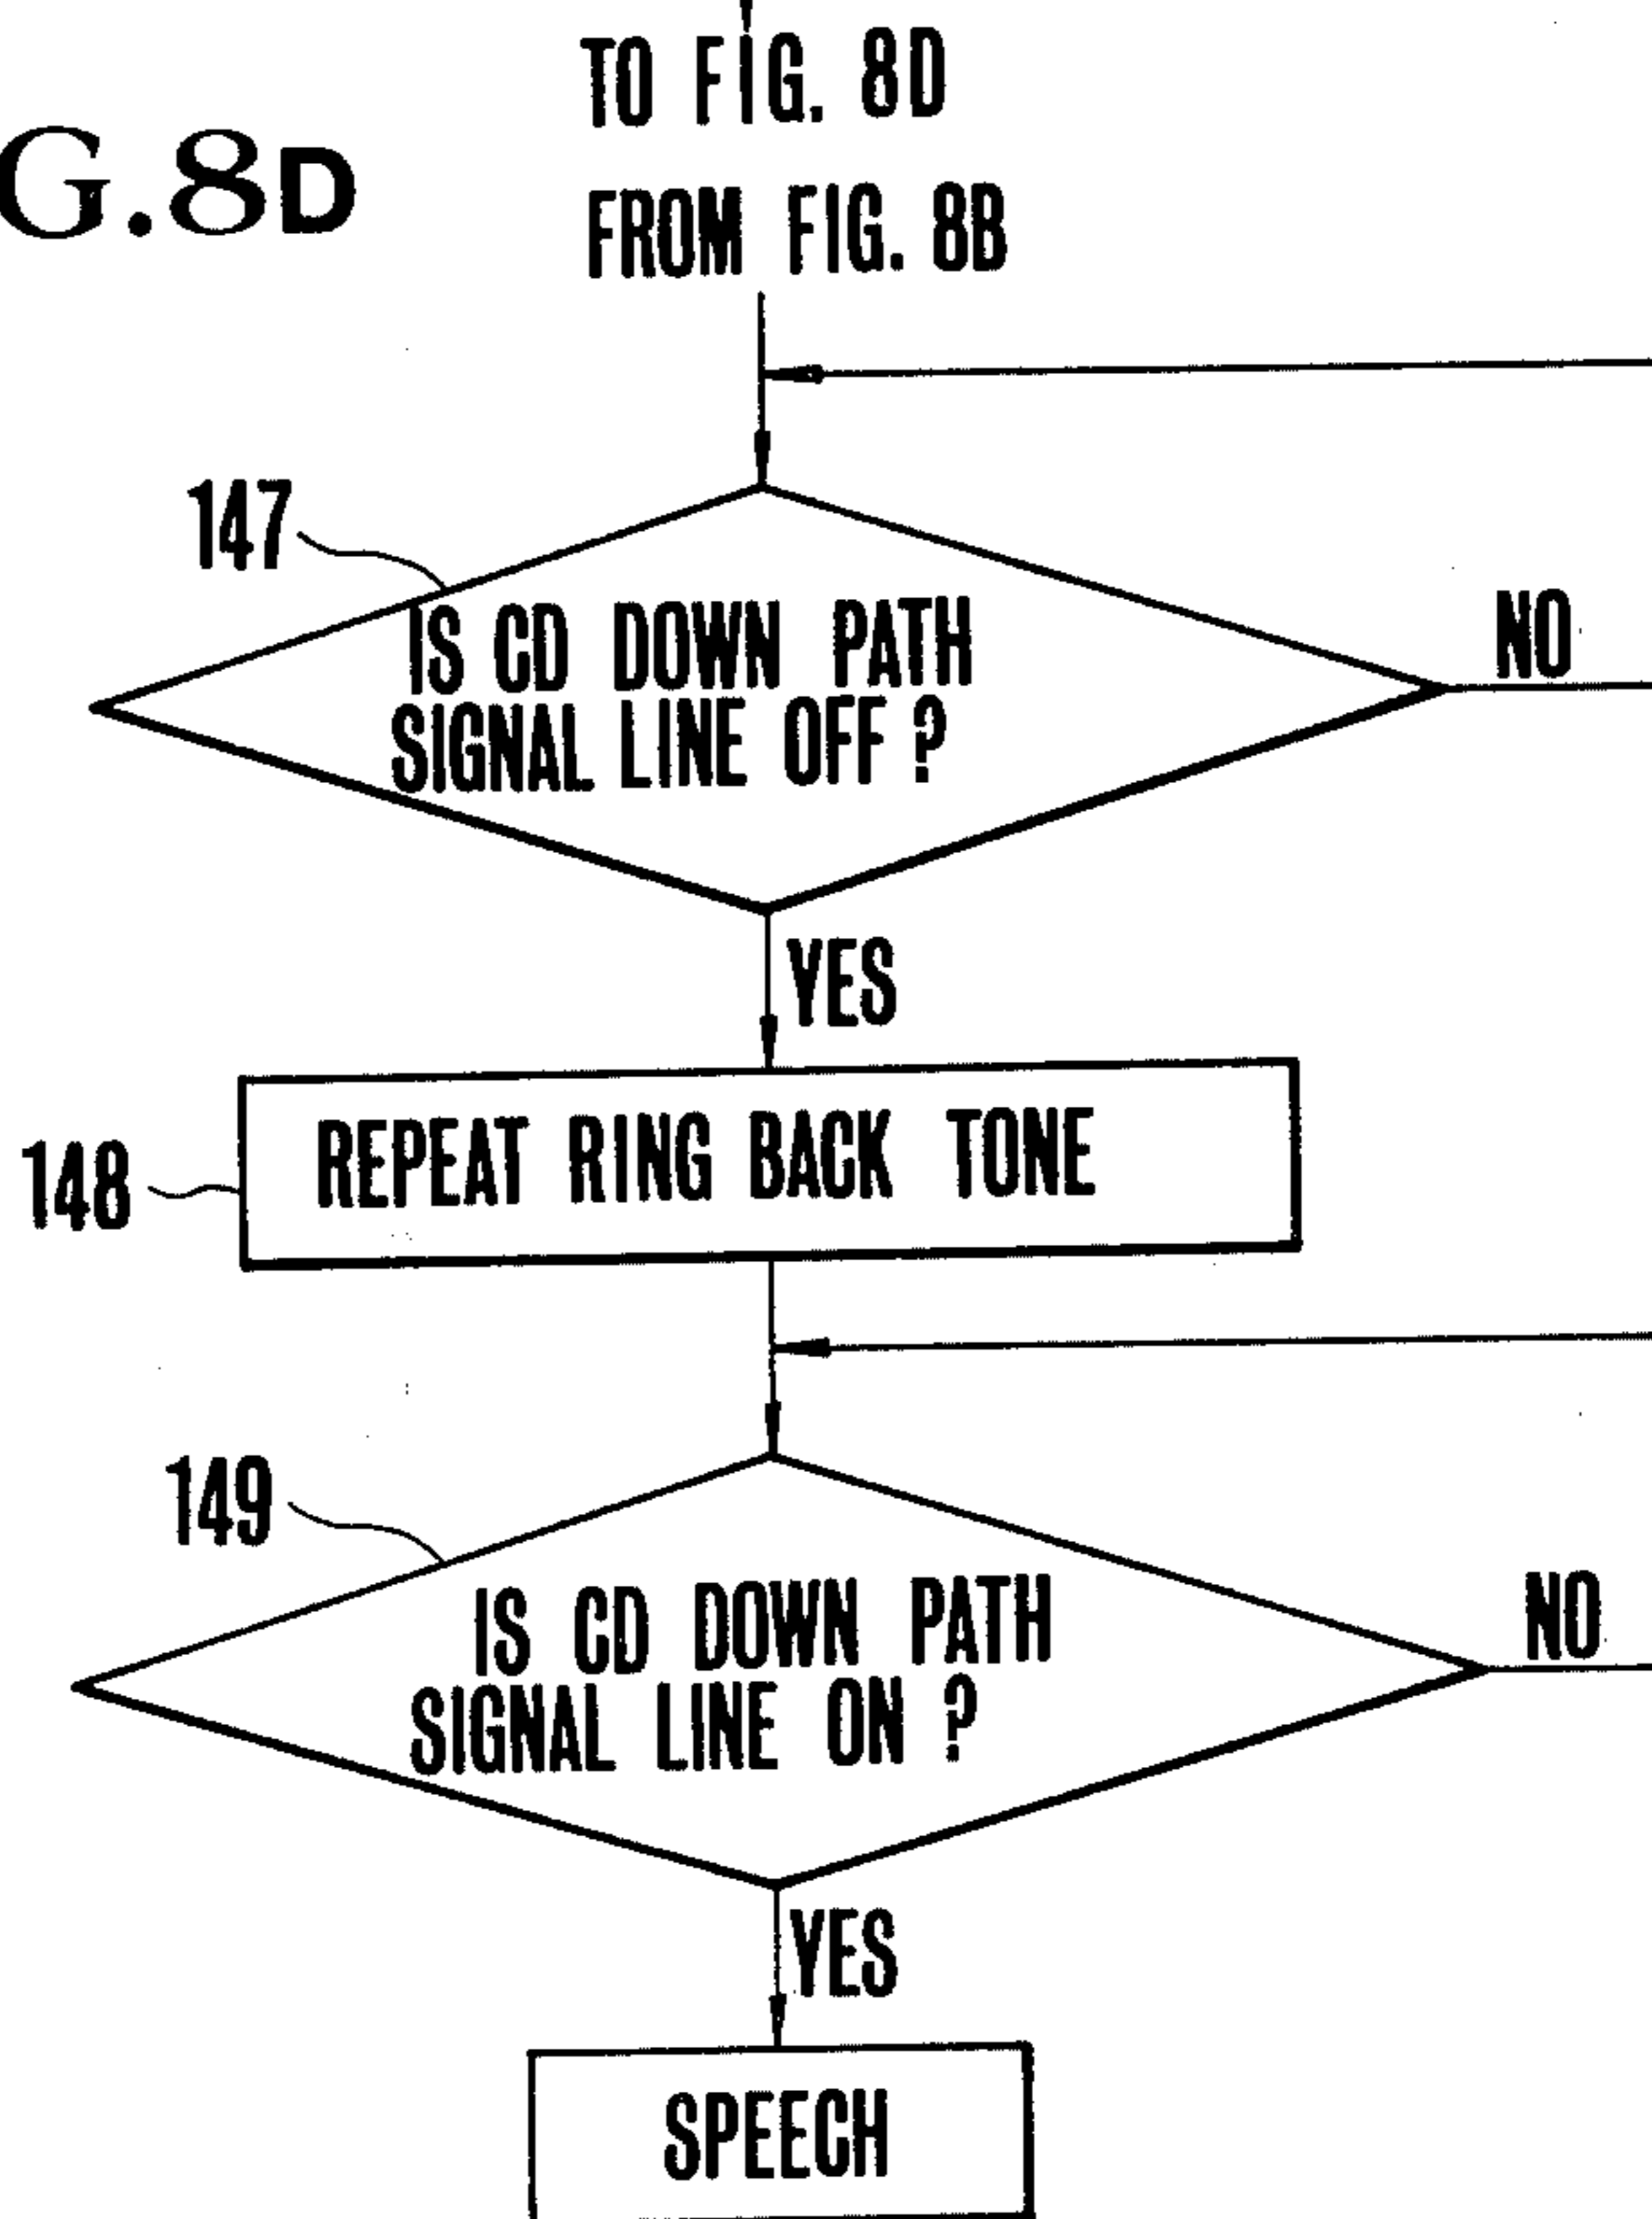 TO FIG. 8D
G.8D
FROM FIG. 8B
147
IS CD DOWN PATH
SIGNAL LINE OFF ?
NO
YES
148
REPEAT RING BACK TONE
149
IS CD DOWN PATH
SIGNAL LINE ON ?
NO
YES
SPEECH